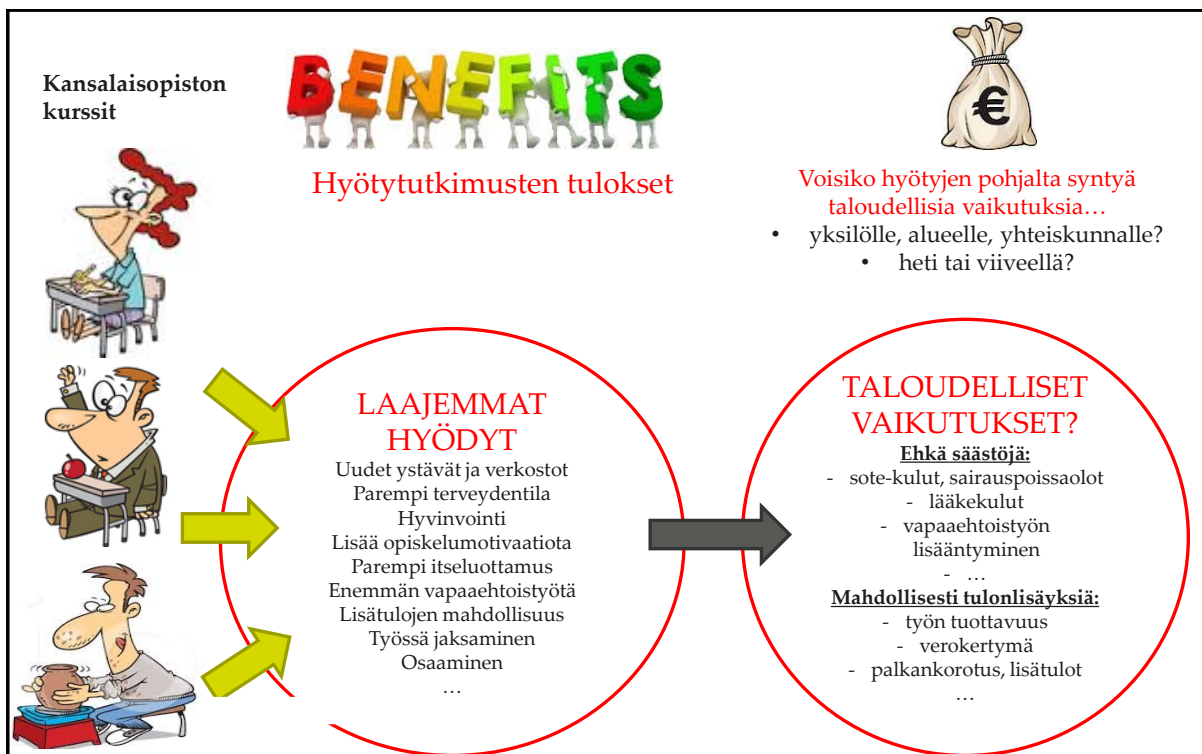 Kansalaisopiston
kurssit
BENEFITS
Hyötytutkimusten tulokset
€
Voisiko hyötyjen pohjalta syntyä
taloudellisia vaikutuksia…
• yksilölle, alueelle, yhteiskunnalle?
• heti tai viiveellä?
LAAJEMMAT
HYÖDYT
Uudet ystävät ja verkostot
Parempi terveydentila
Hyvinvointi
Lisää opiskelumotivaatiota
Parempi itseluottamus
Enemmän vapaaehtoistyötä
Lisätulojen mahdollisuus
Työssä jaksaminen
Osaaminen
…
TALOUDELLISET
VAIKUTUKSET?
Ehkä säästöjä:
- sote-kulut, sairauspoissaolot
- lääkekulut
- vapaaehtoistyön
lisääntyminen
- …
Mahdollisesti tulonlisäyksiä:
- työn tuottavuus
- verokertymä
- palkankorotus, lisätulot
…